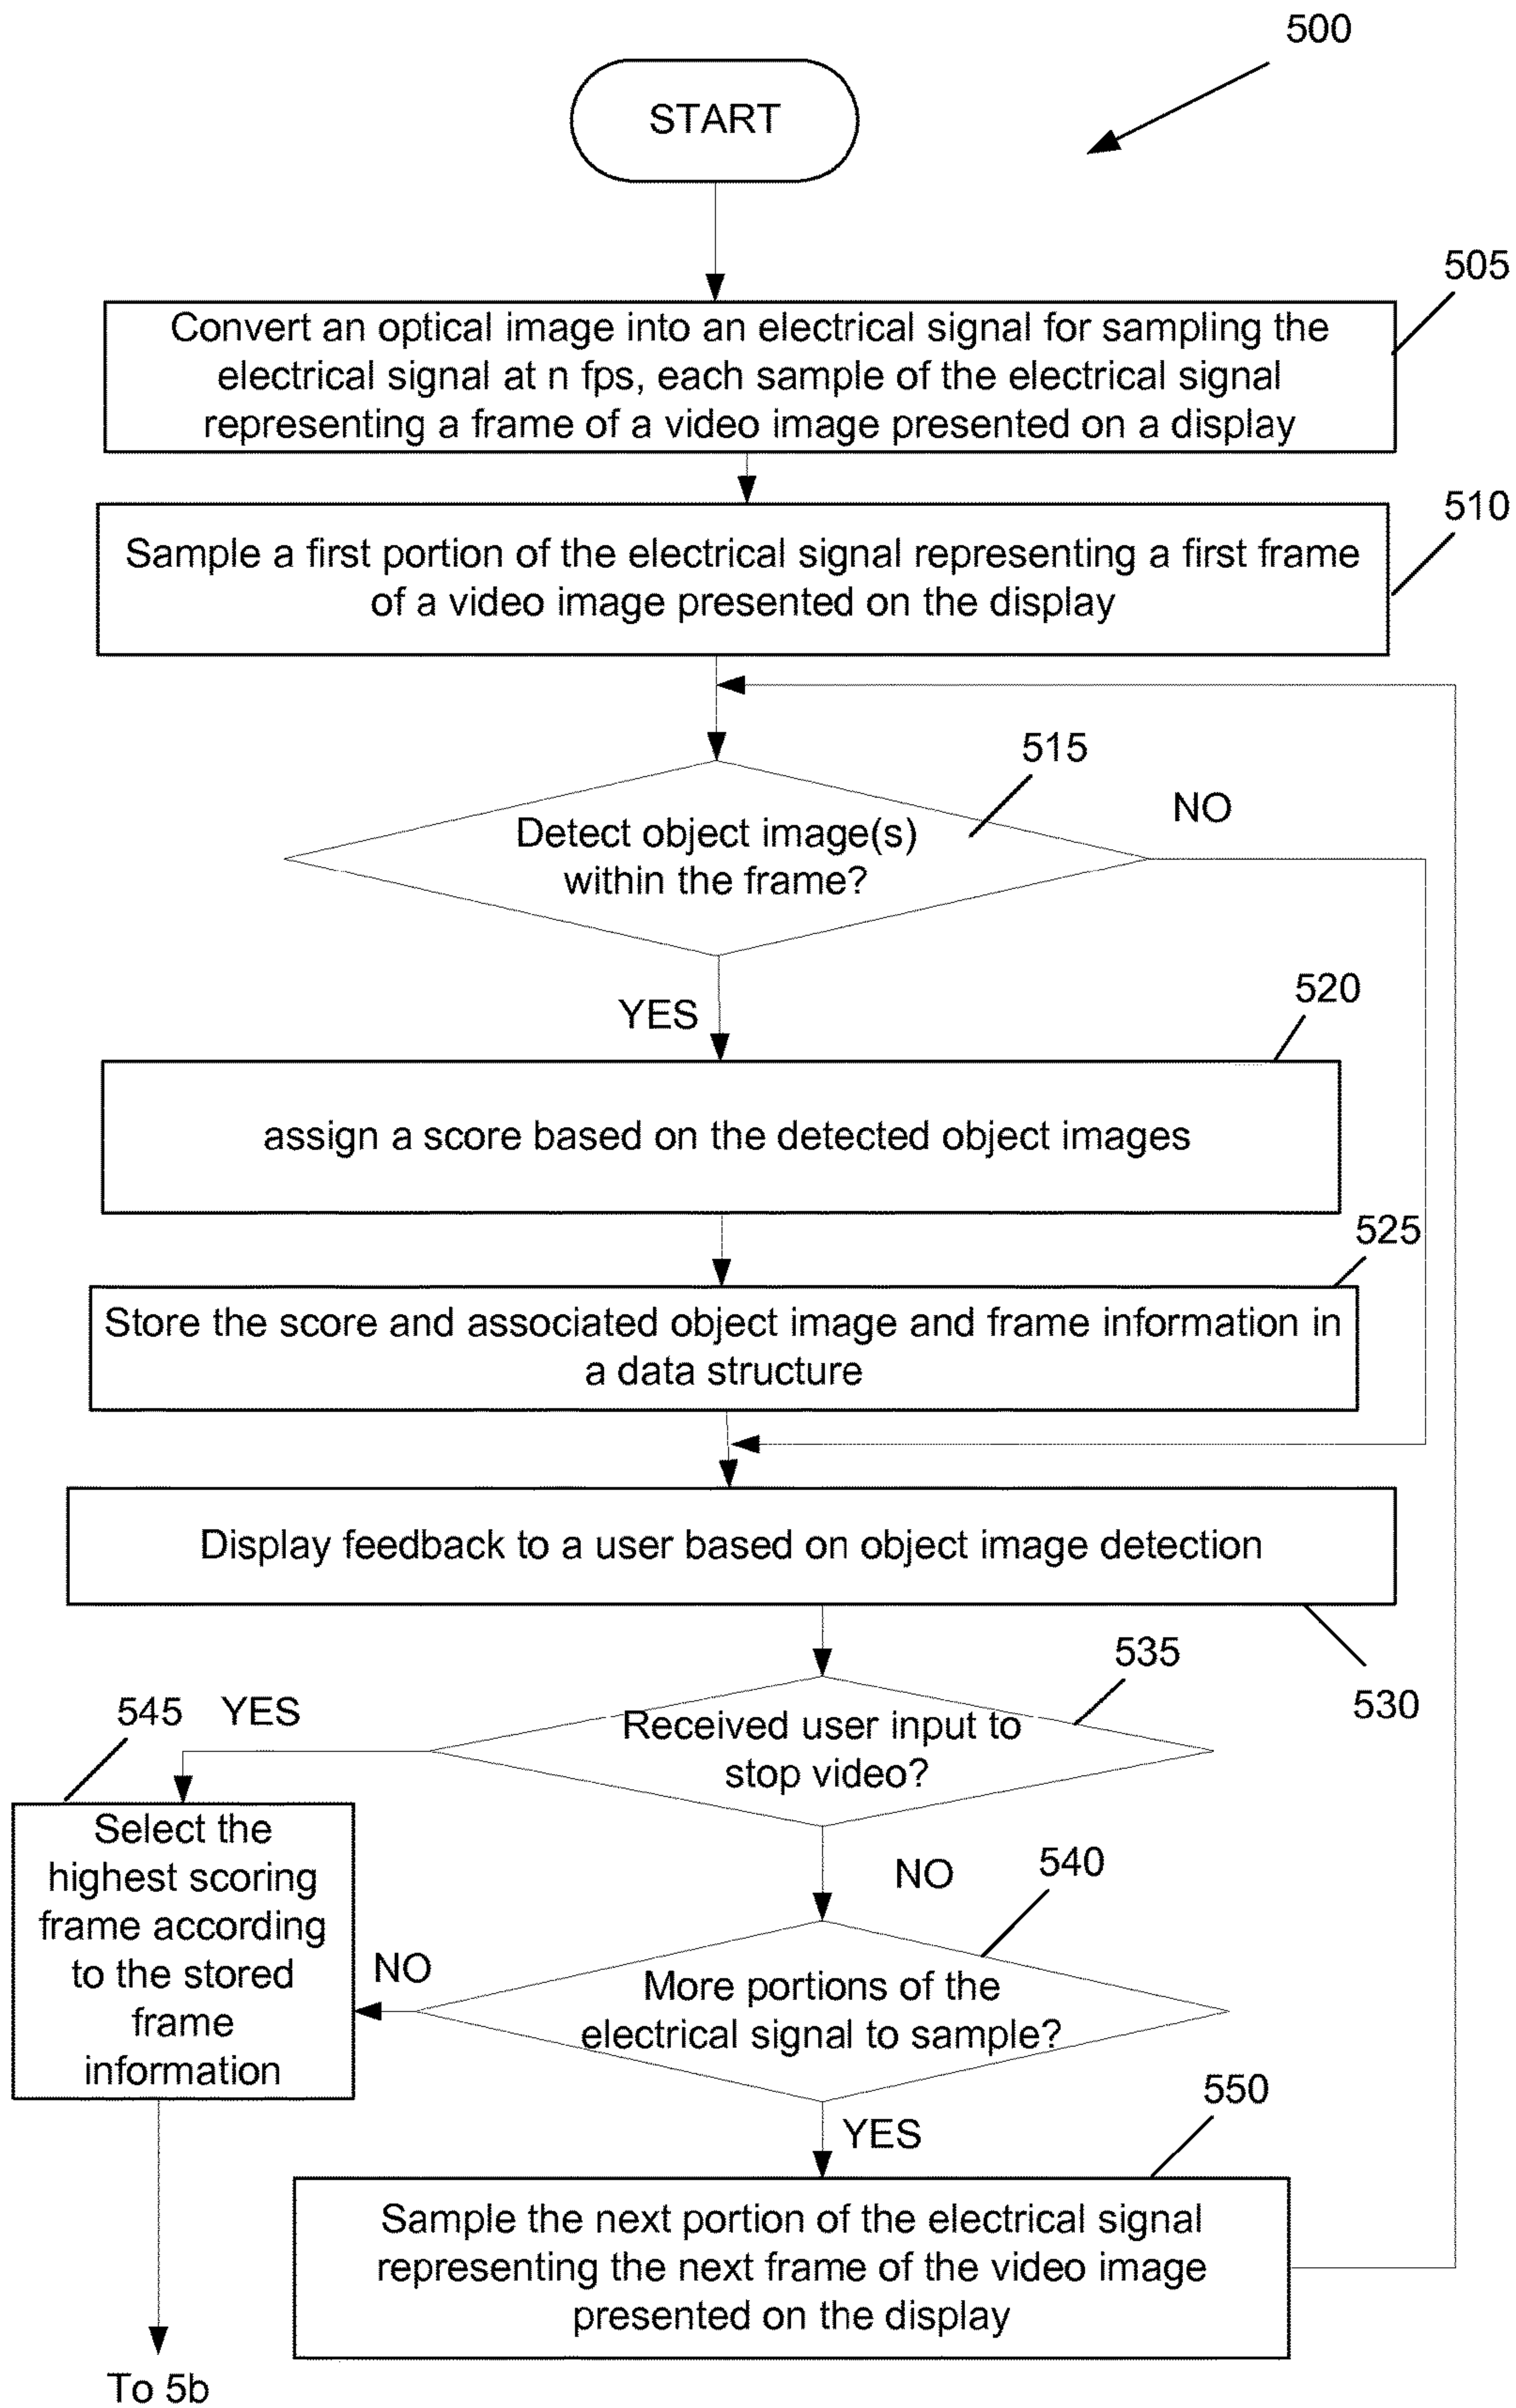 500
START
505
Convert an optical image into an electrical signal for sampling the
electrical signal at n fps, each sample of the electrical signal
representing a frame of a video image presented on a display
510
Sample a first portion of the electrical signal representing a first frame
of a video image presented on the display
515
NO
Detect object image(s)
within the frame?
YES
520
assign a score based on the detected object images
525
Store the score and associated object image and frame information in
a data structure
Display feedback to a user based on object image detection
530
535
Received user input to
stop video?
545
YES
Select the
highest scoring
frame according
to the stored
frame
information
NO
540
NO
More portions of the
electrical signal to sample?
YES
550
Sample the next portion of the electrical signal
representing the next frame of the video image
presented on the display
To 5b